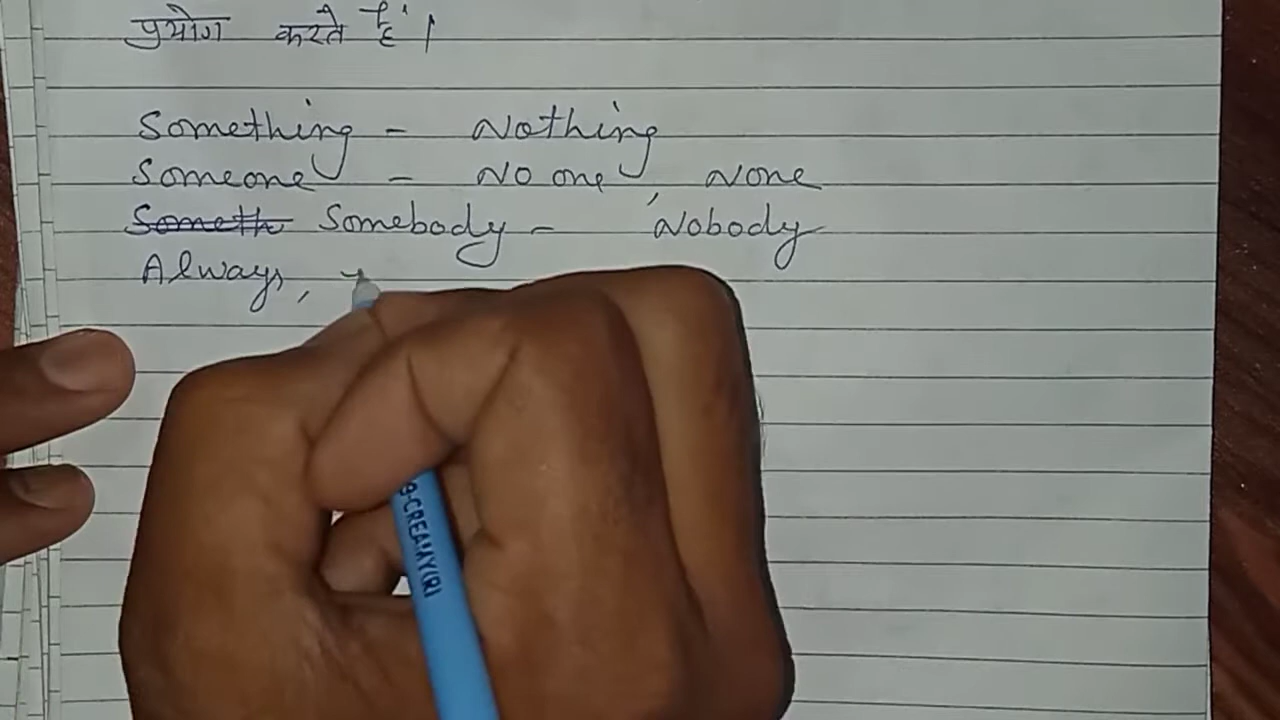 प्रयोग करते हैं।
Something - Nothing
Someone - No one, None
Someth Somebody - Nobody
Always,